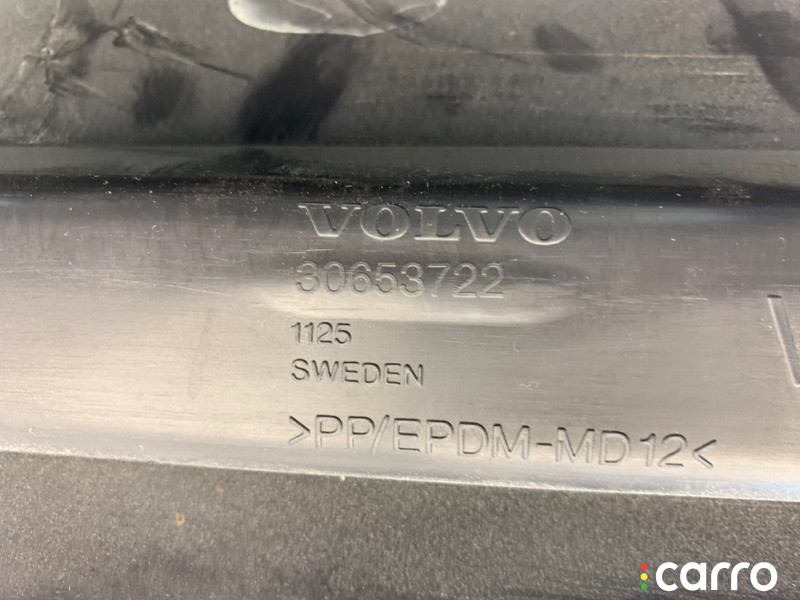 VOLVO
30653722
1125
SWEDEN
>PP/EPDM-MD12<
carro